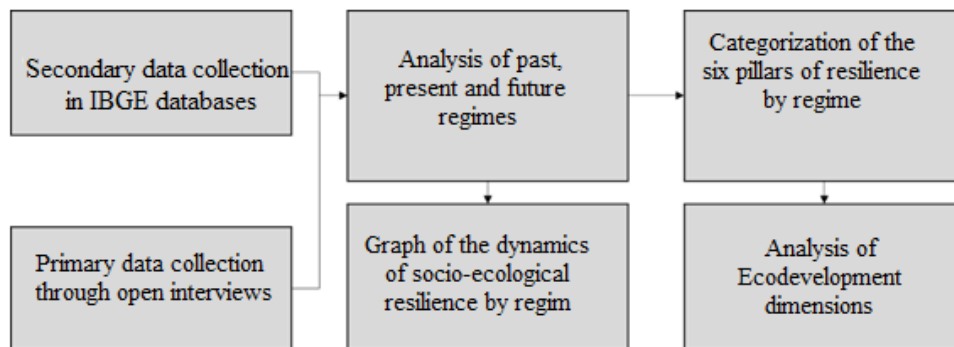 Secondary data collection
in IBGE databases
Analysis of past,
present and future
regimes
Categorization of the
six pillars of resilience
by regime
Primary data collection
through open interviews
Graph of the dynamics
of socio-ecological
resilience by regim
Analysis of
Ecodevelopment
dimensions